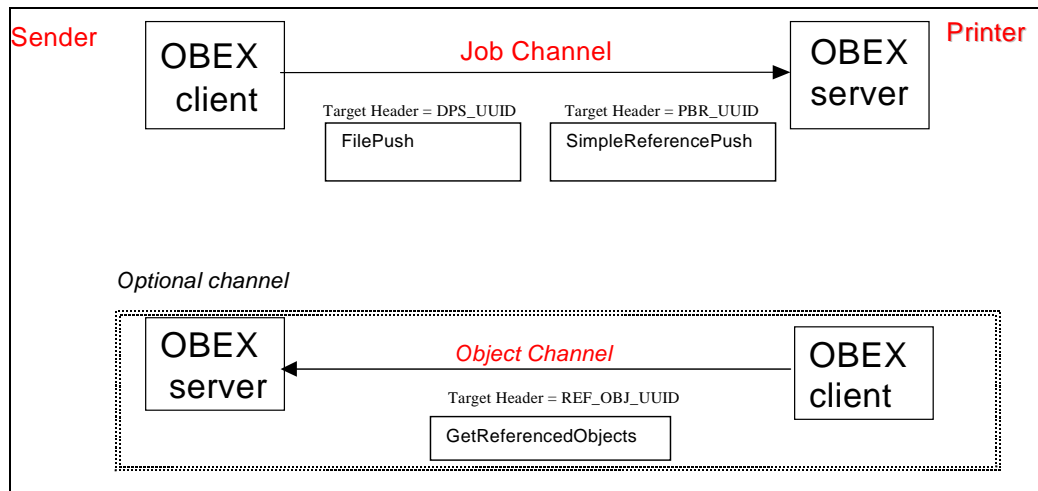 Sender
OBEX
client
Job Channel
OBEX
server
Printer
Target Header = DPS_UUID
FilePush
Target Header = PBR_UUID
SimpleReferencePush
Optional channel
OBEX
server
Object Channel
OBEX
client
Target Header = REF_OBJ_UUID
GetReferencedObjects